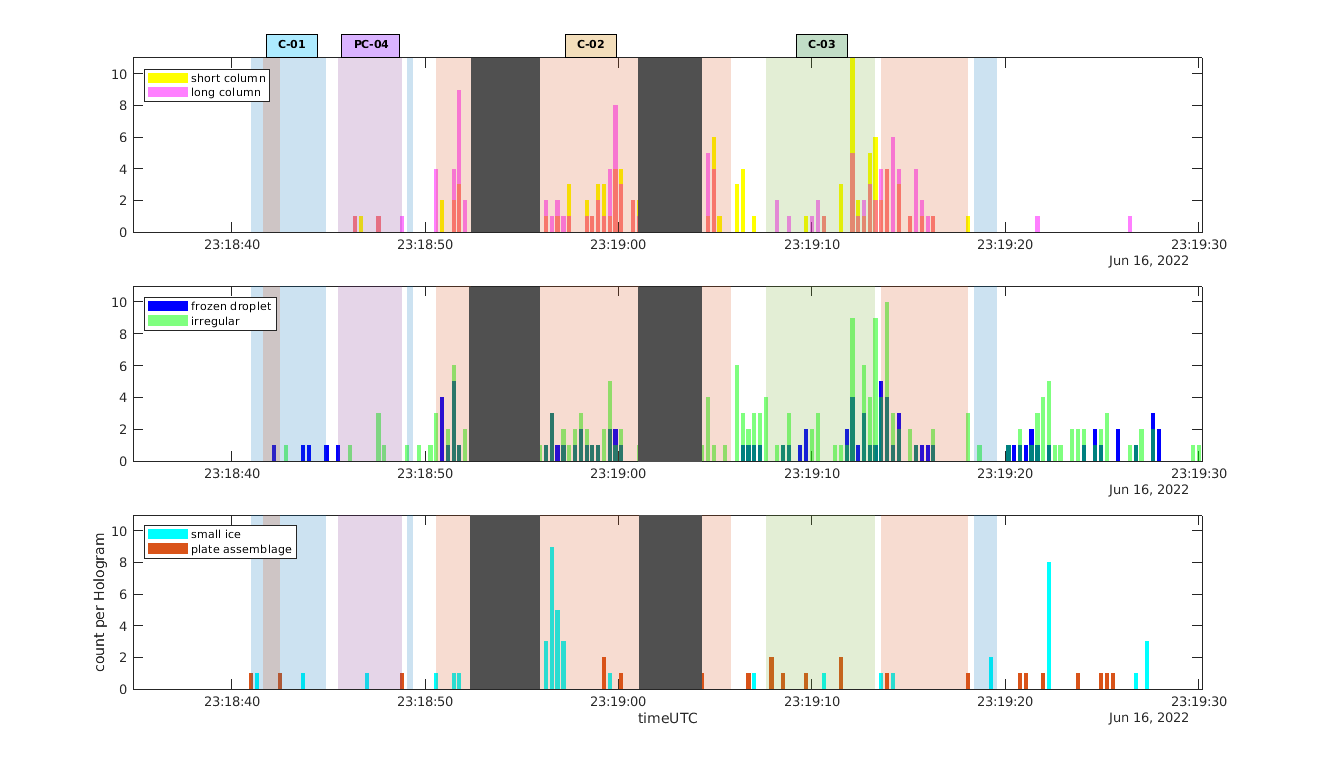 C-01 PC-04 C-02 C-03
10
8
6
4
2
0
short column
long column
23:18:40 23:18:50 23:19:00 23:19:10 23:19:20 23:19:30
Jun 16, 2022
10
8
6
4
2
0
frozen droplet
irregular
23:18:40 23:18:50 23:19:00 23:19:10 23:19:20 23:19:30
Jun 16, 2022
count per Hologram
10
8
6
4
2
0
small ice
plate assemblage
23:18:40 23:18:50 23:19:00 23:19:10 23:19:20 23:19:30
timeUTC
Jun 16, 2022